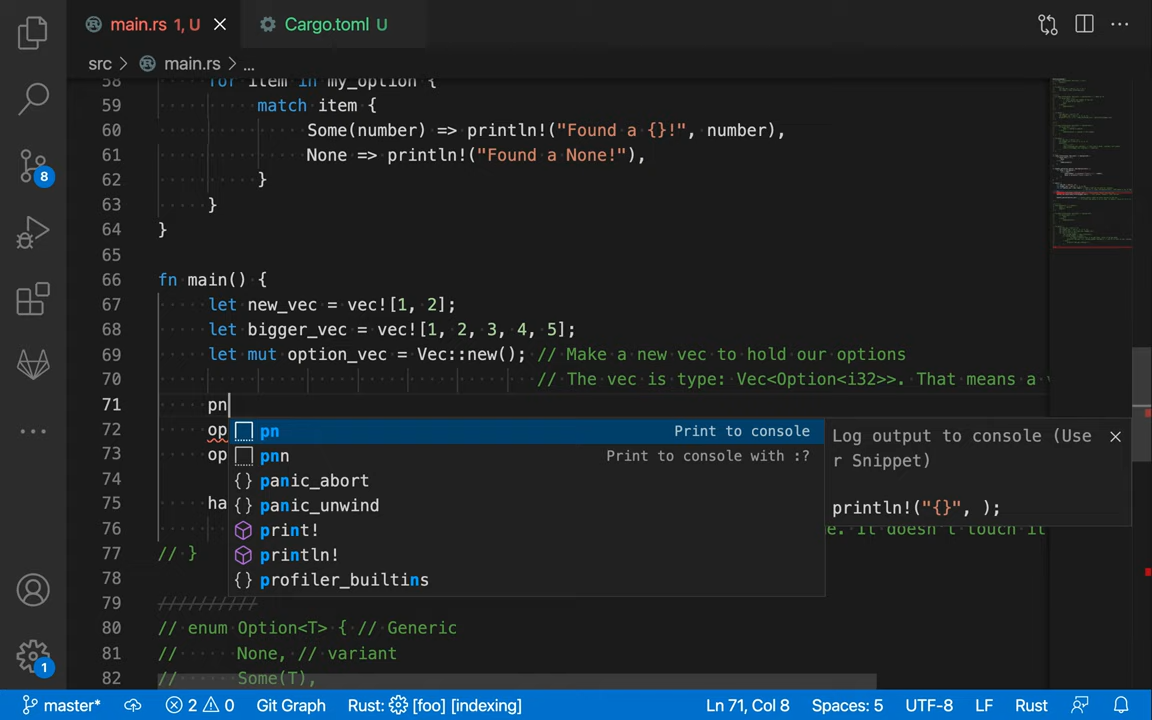 main.rs 1, U
Cargo.toml U
src > main.rs > ...
58 for item in my_option {
59 match item {
60 Some(number) => println!("Found a {}!", number),
61 None => println!("Found a None!"),
62 }
63 }
64 }
65
66 fn main() {
67 let new_vec = vec![1, 2];
68 let bigger_vec = vec![1, 2, 3, 4, 5];
69 let mut option_vec = Vec::new(); // Make a new vec to hold our options
70 // The vec is type: Vec<Option<i32>>. That means a
71 pn
72 op
73 op
74
75 ha
76 e. It doesn't touch it
77 // }
78
79 //////////
80 // enum Option<T> { // Generic
81 // None, // variant
82 // Some(T),
pn Print to console
pnn Print to console with :?
panic_abort
panic_unwind
print!
println!
profiler_builtins
Log output to console (Use
r Snippet)
println!("{}", );
8
1
master* 2 0 Git Graph Rust: [foo] [indexing] Ln 71, Col 8 Spaces: 5 UTF-8 LF Rust